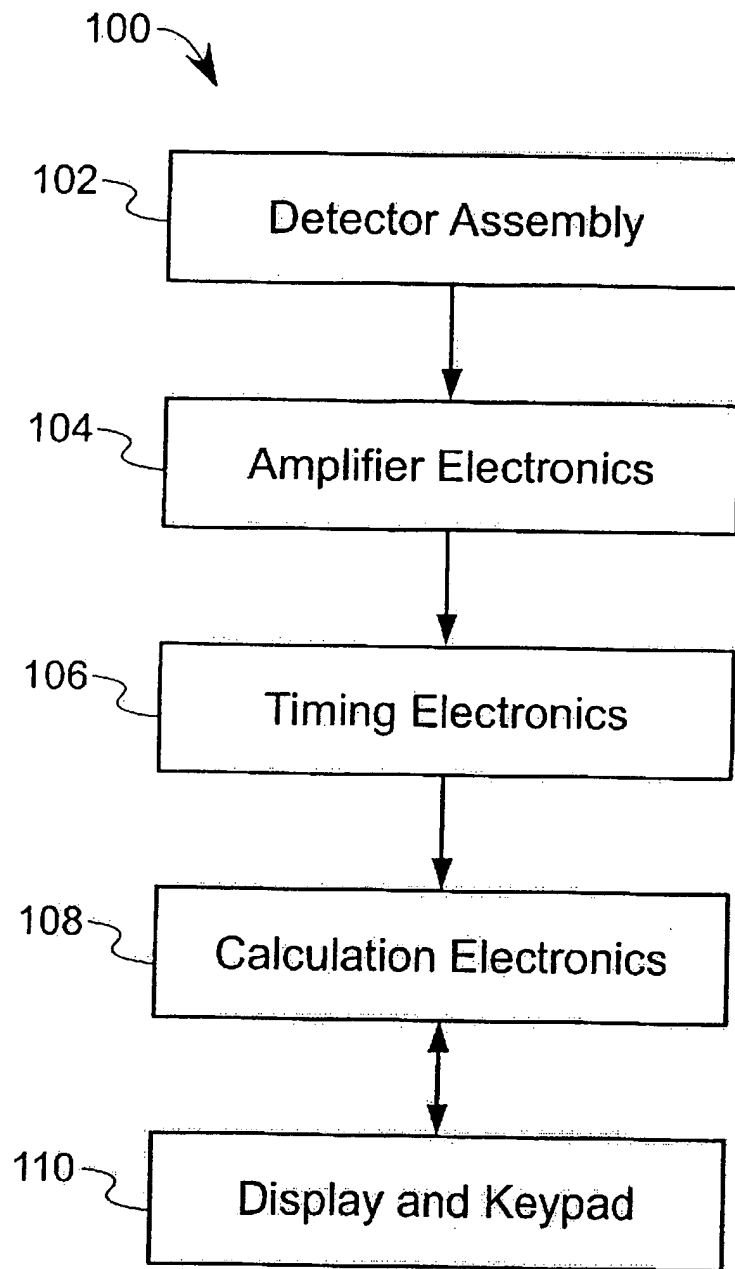 100
102
Detector Assembly
104
Amplifier Electronics
106
Timing Electronics
108
Calculation Electronics
110
Display and Keypad